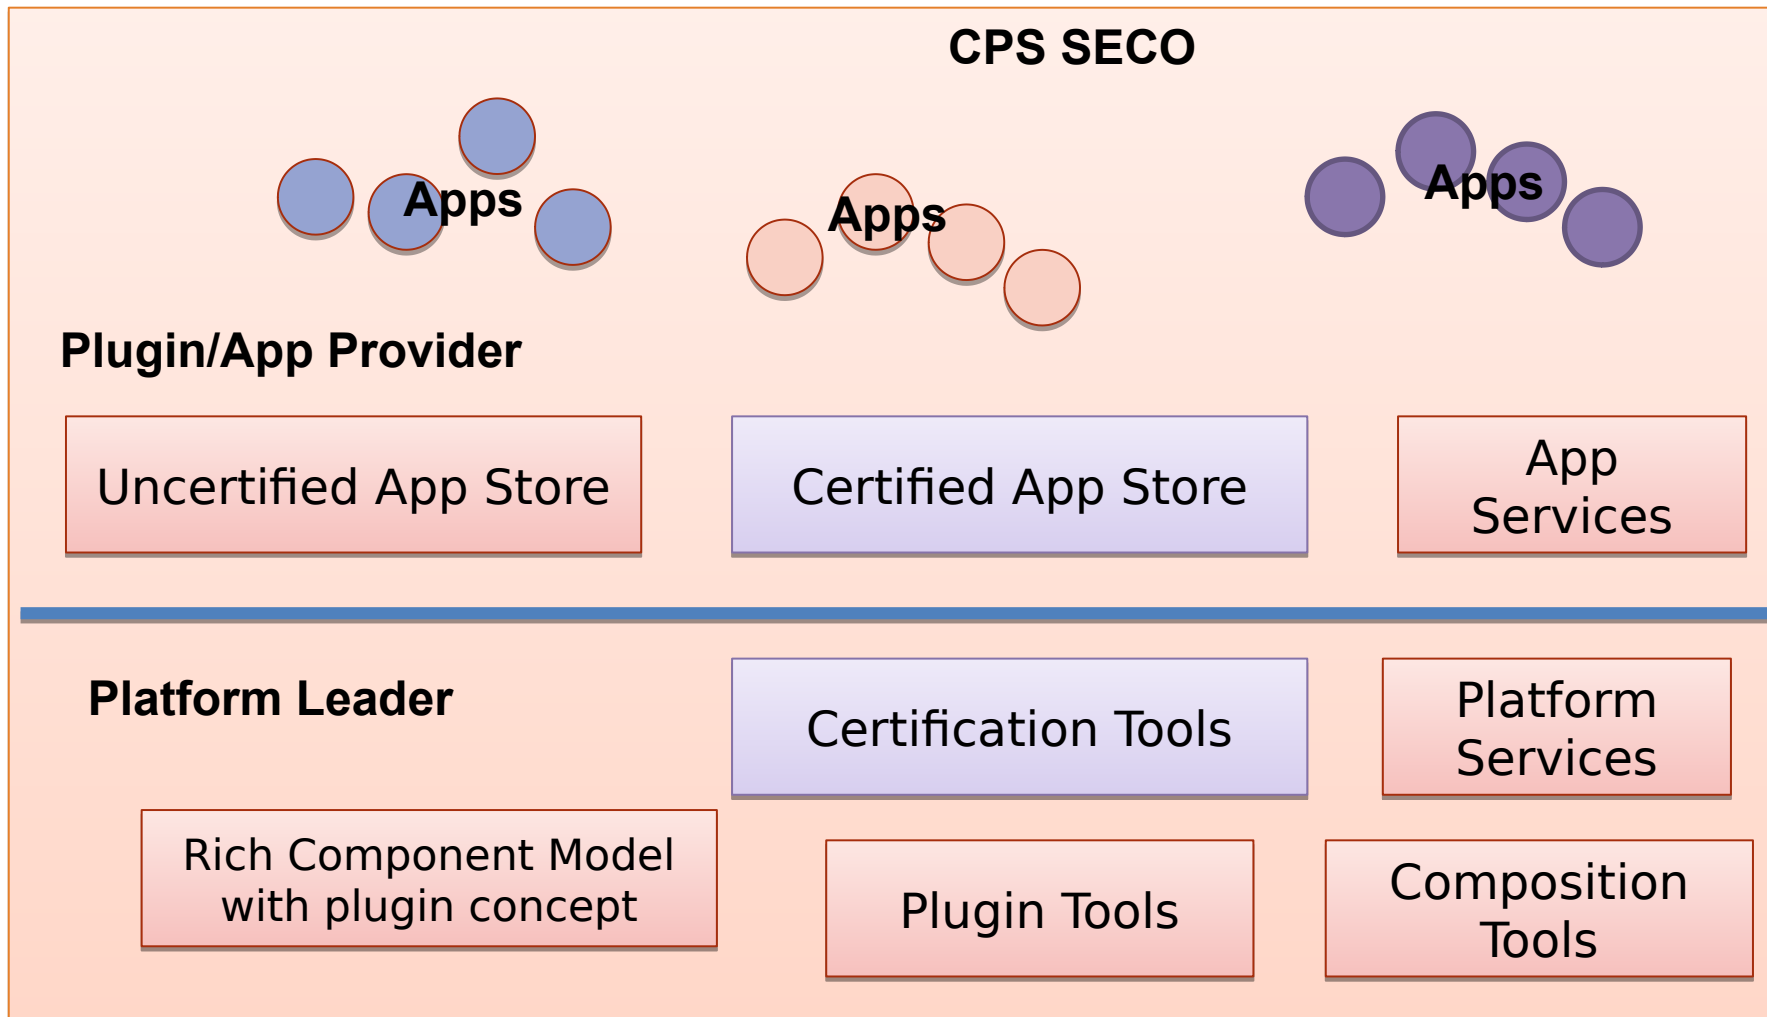 CPS SECO
Apps
Apps
Apps
Plugin/App Provider
Uncertified App Store
Certified App Store
App
Services
Platform Leader
Certification Tools
Platform
Services
Rich Component Model
with plugin concept
Plugin Tools
Composition
Tools